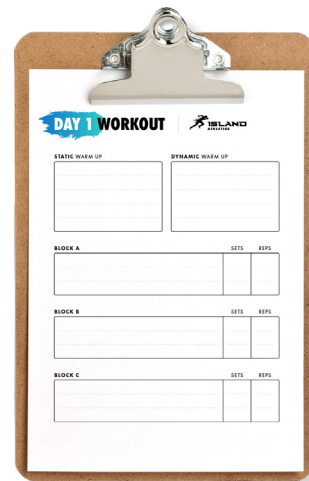 DAY 1 WORKOUT
ISLAND
ATHLETICS
STATIC WARM UP
DYNAMIC WARM UP
BLOCK A SETS REPS
BLOCK B SETS REPS
BLOCK C SETS REPS